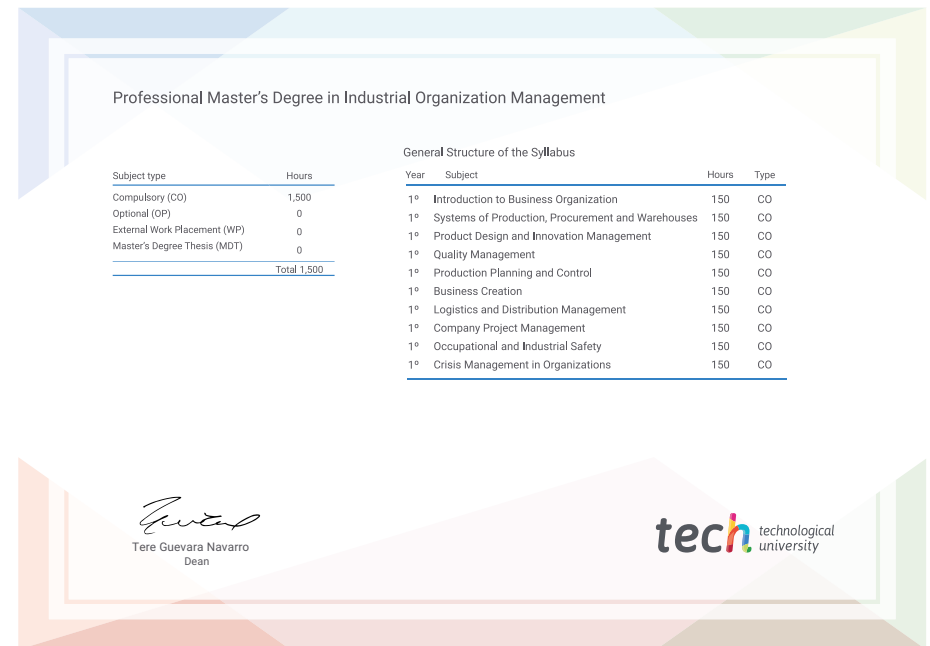 Professional Master's Degree in Industrial Organization Management
Subject type Hours
Compulsory (CO) 1,500
Optional (OP) 0
External Work Placement (WP) 0
Master's Degree Thesis (MDT) 0
Total 1,500
General Structure of the Syllabus
Year Subject Hours Type
1º Introduction to Business Organization 150 CO
1º Systems of Production, Procurement and Warehouses 150 CO
1º Product Design and Innovation Management 150 CO
1º Quality Management 150 CO
1º Production Planning and Control 150 CO
1º Business Creation 150 CO
1º Logistics and Distribution Management 150 CO
1º Company Project Management 150 CO
1º Occupational and Industrial Safety 150 CO
1º Crisis Management in Organizations 150 CO
Tere Guevara Navarro
Dean
tech technological
university